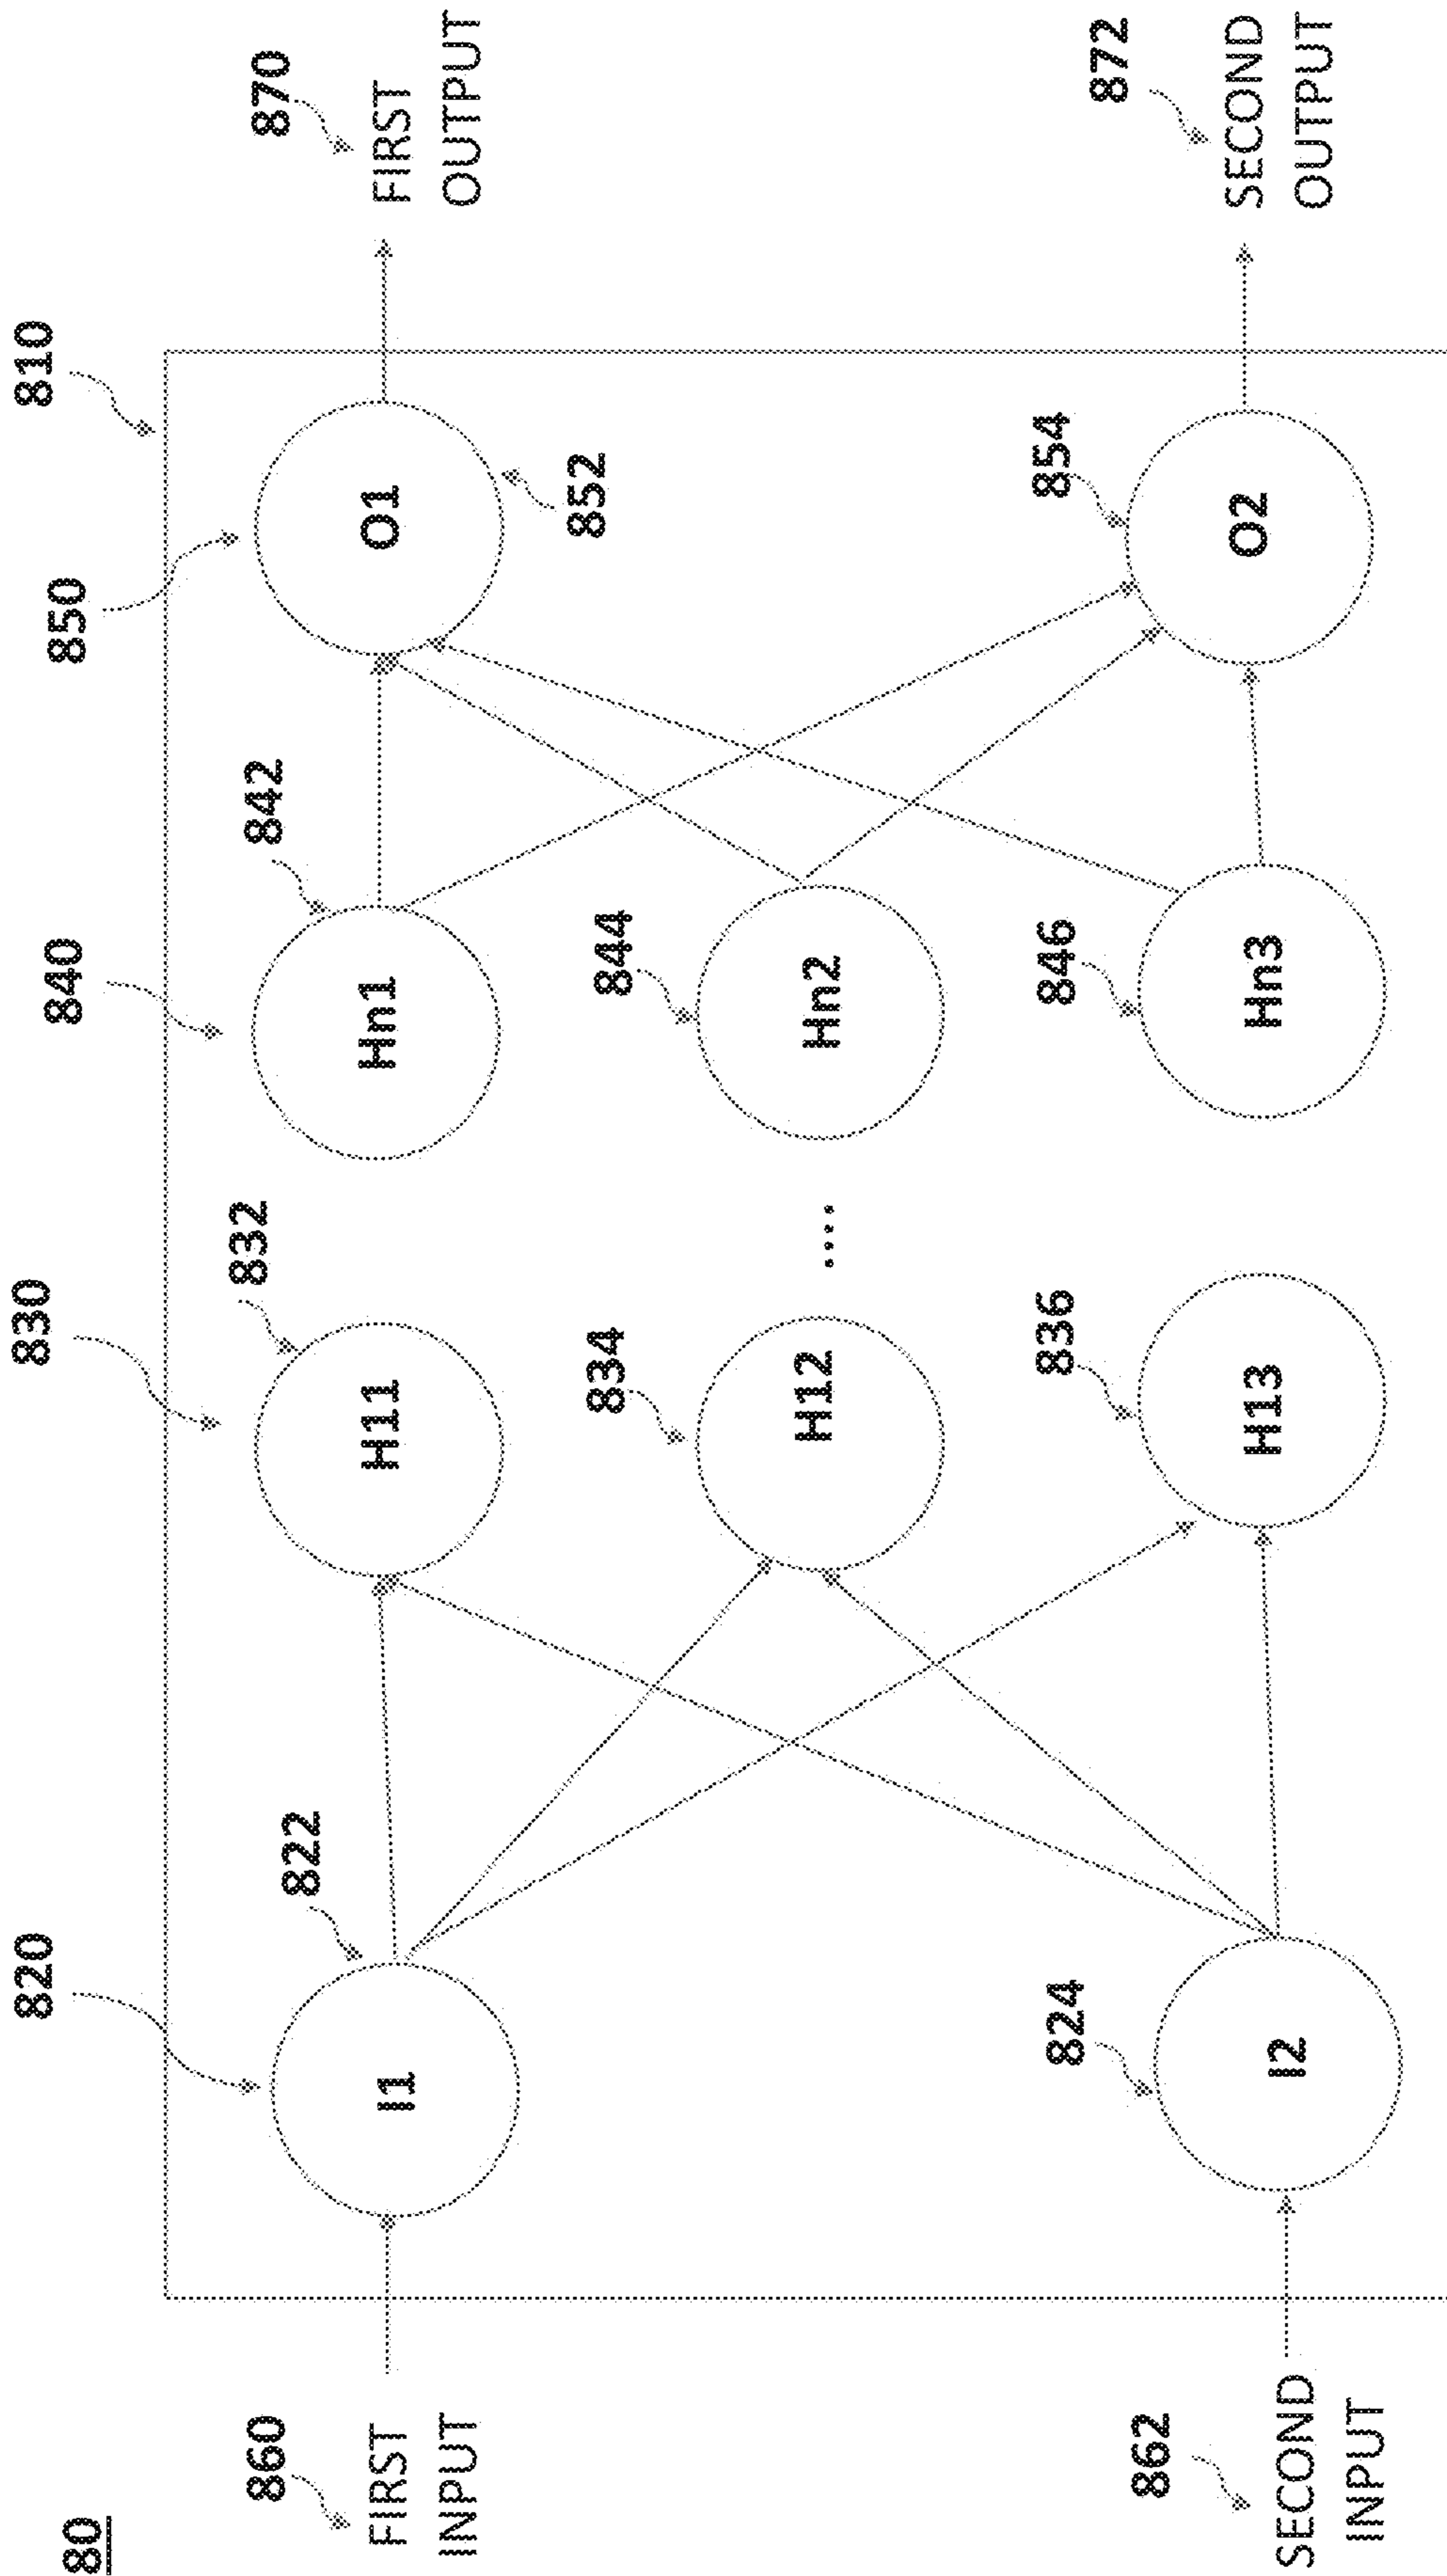 80
810
820
830
840
850
822
832
842
860
FIRST
INPUT
I1
H11
Hn1
O1
852
870
FIRST
OUTPUT
834
844
H12
....
Hn2
824
836
846
854
862
SECOND
INPUT
I2
H13
Hn3
O2
872
SECOND
OUTPUT